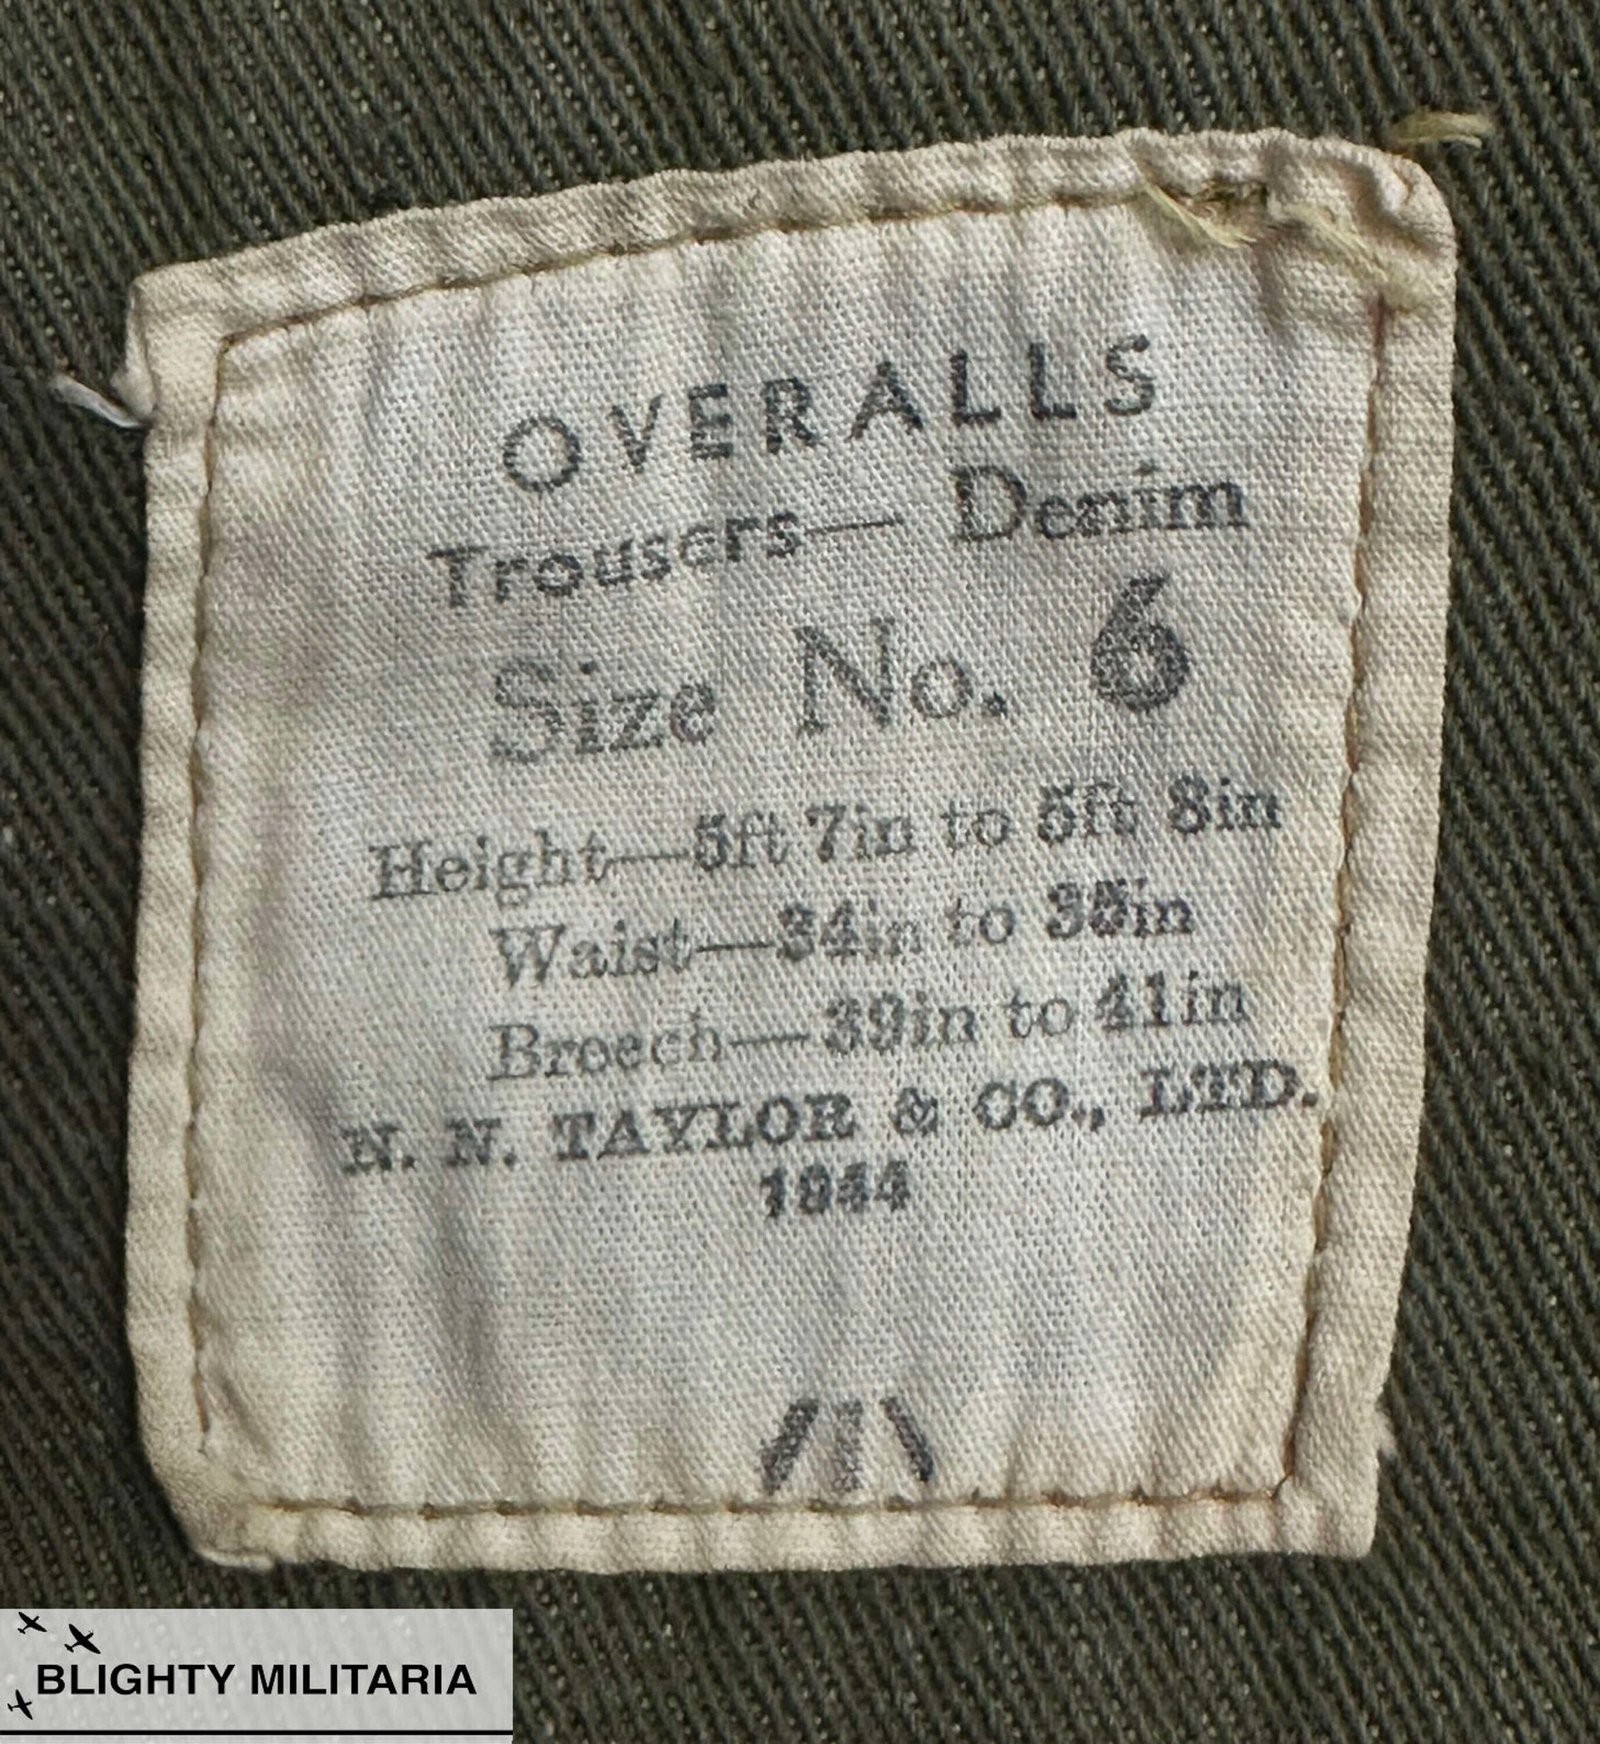 OVERALLS
Trousers— Denim
Size No. 6
Height—5ft 7in to 5ft 8in
Waist—34in to 35in
Breech—39in to 41in
N. N. TAYLOR & CO., LTD.
1944
BLIGHTY MILITARIA